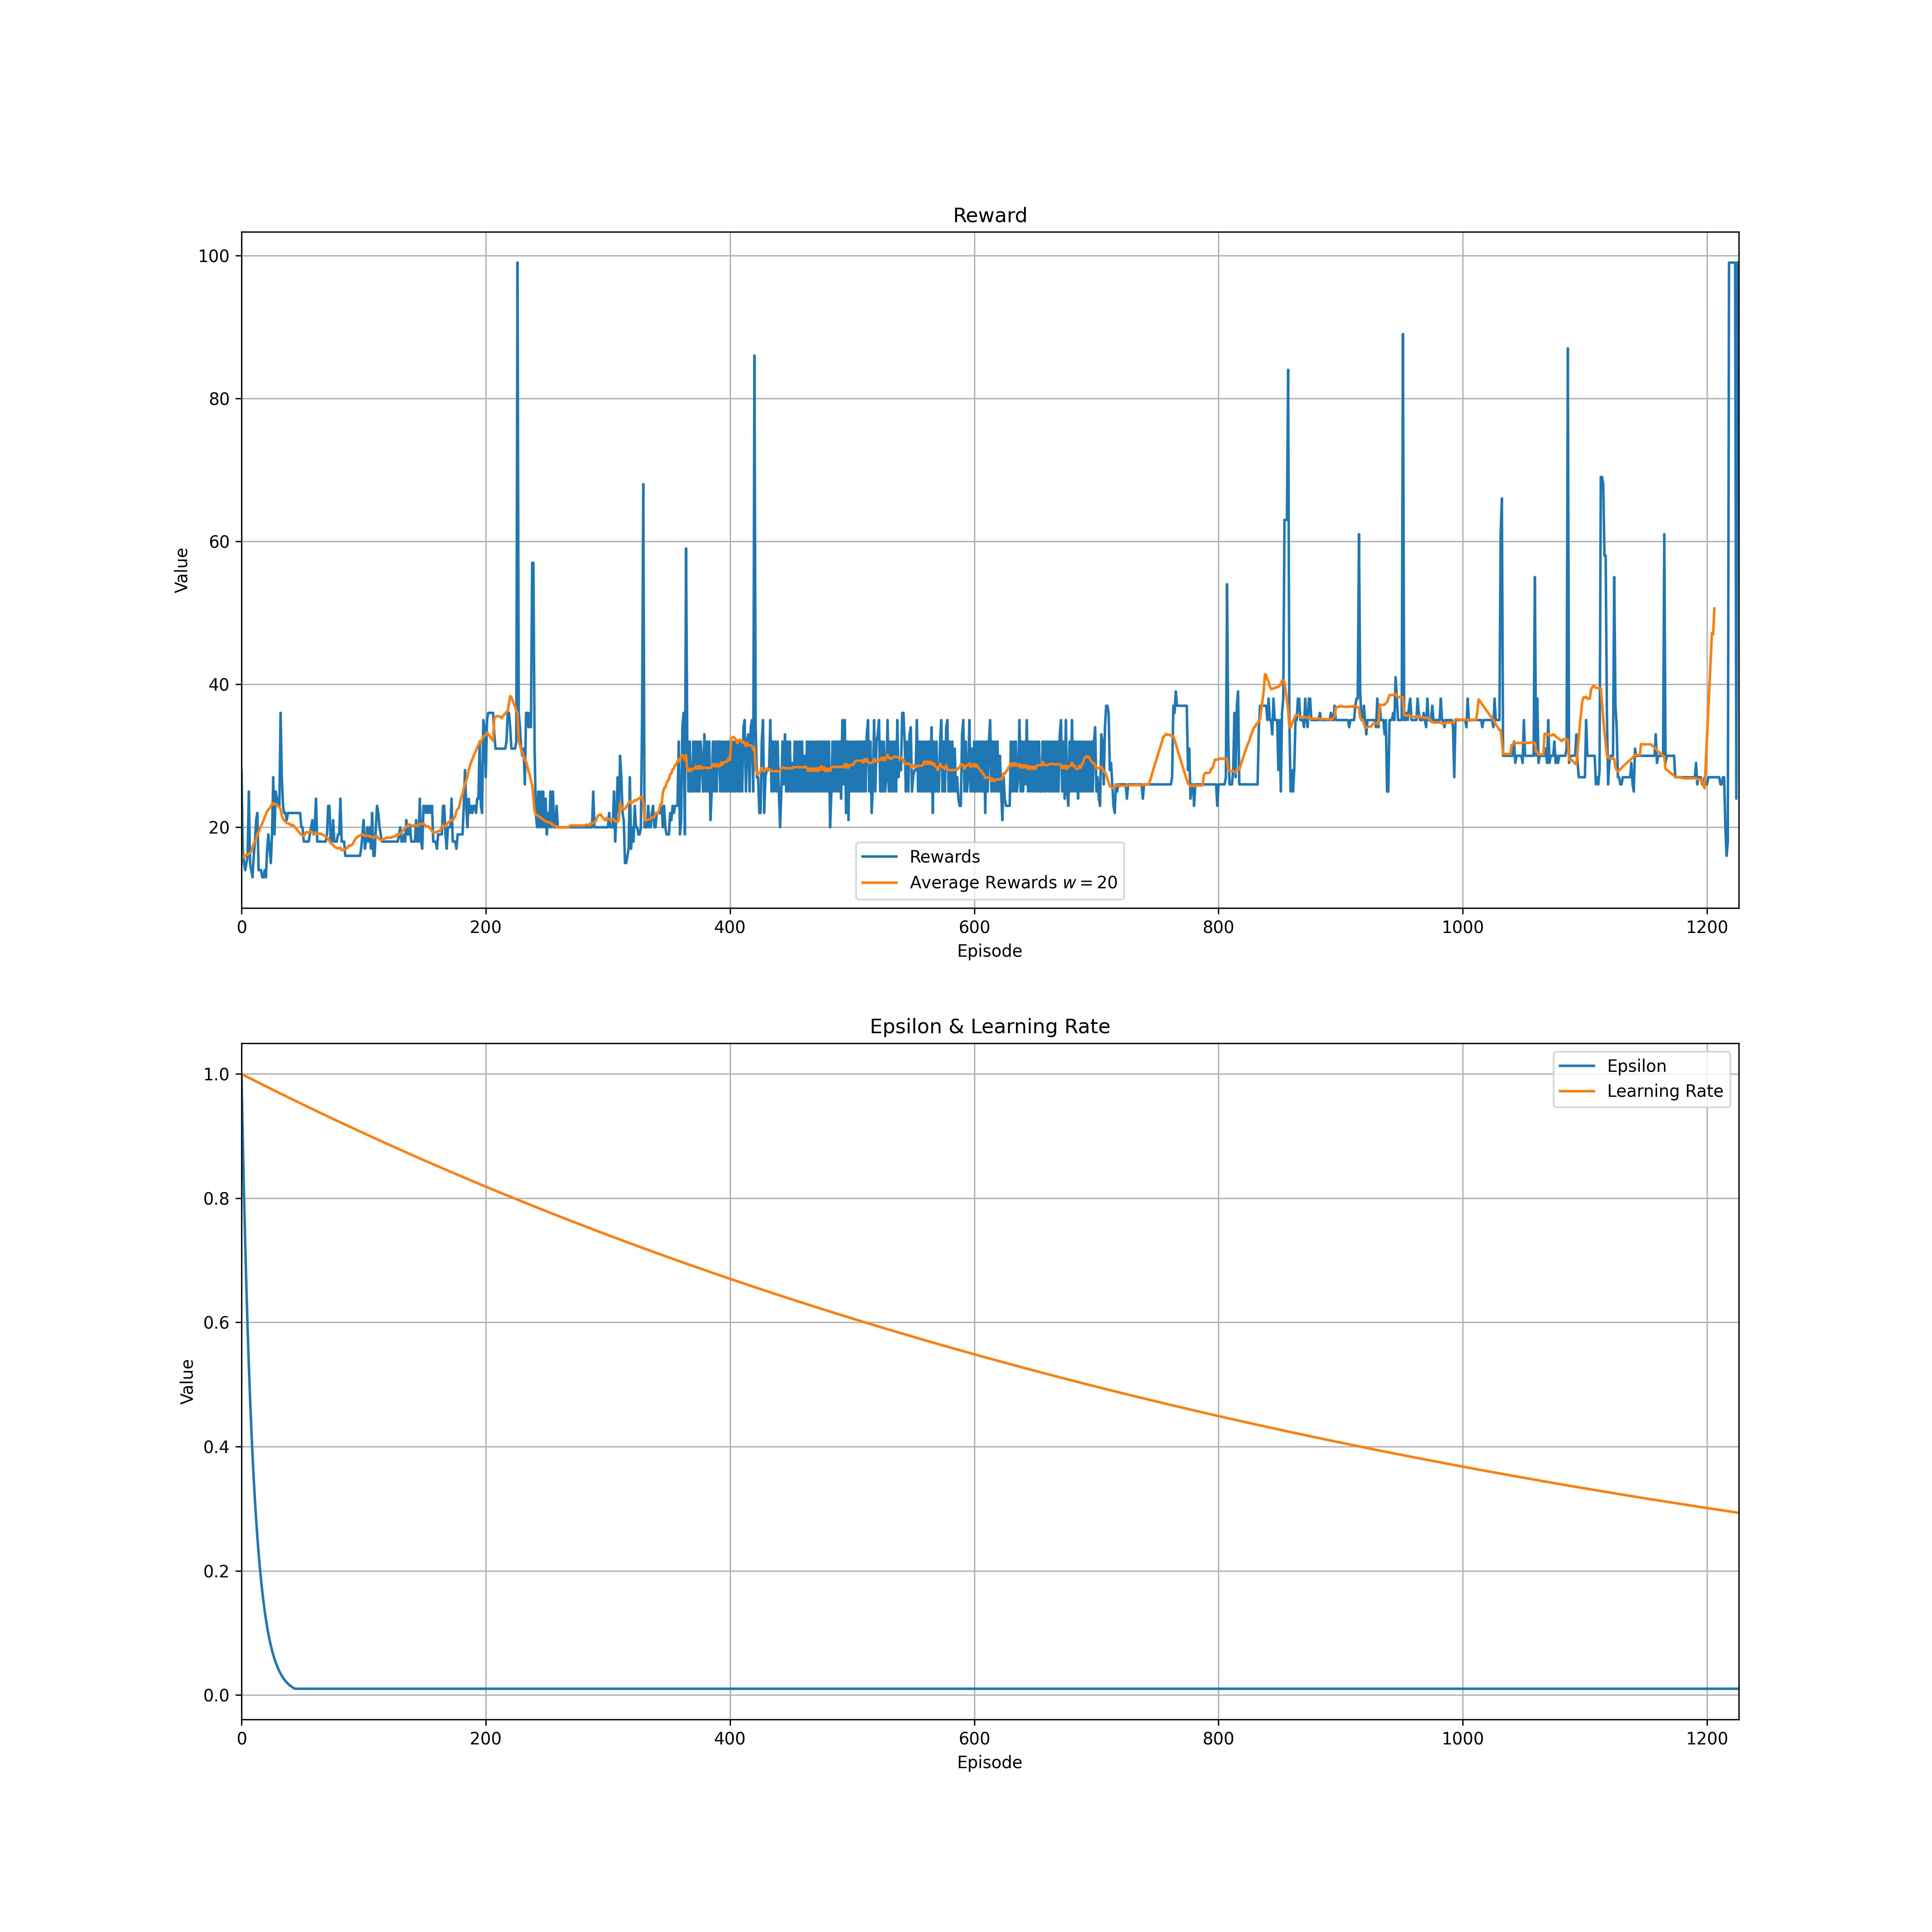 Reward
100
80
60
40
20
Value
Rewards
Average Rewards w = 20
0 200 400 600 800 1000 1200
Episode
Epsilon & Learning Rate
1.0
0.8
0.6
0.4
0.2
0.0
Value
Epsilon
Learning Rate
0 200 400 600 800 1000 1200
Episode